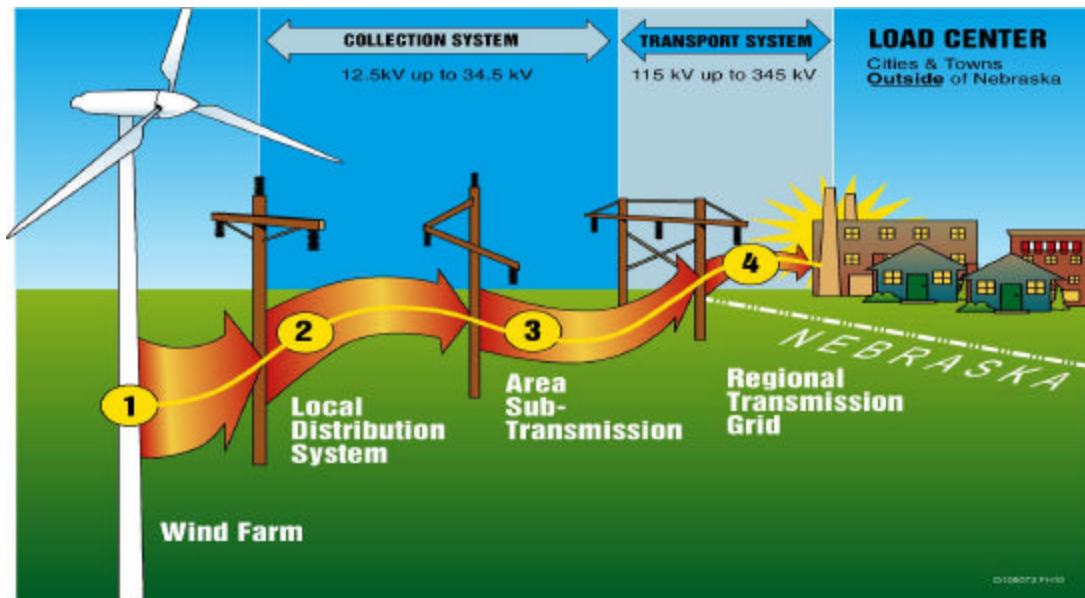 COLLECTION SYSTEM
12.5kV up to 34.5 kV
TRANSPORT SYSTEM
115 kV up to 345 kV
LOAD CENTER
Cities & Towns
Outside of Nebraska
1
2
3
4
Wind Farm
Local
Distribution
System
Area
Sub-
Transmission
Regional
Transmission
Grid
NEBRASKA